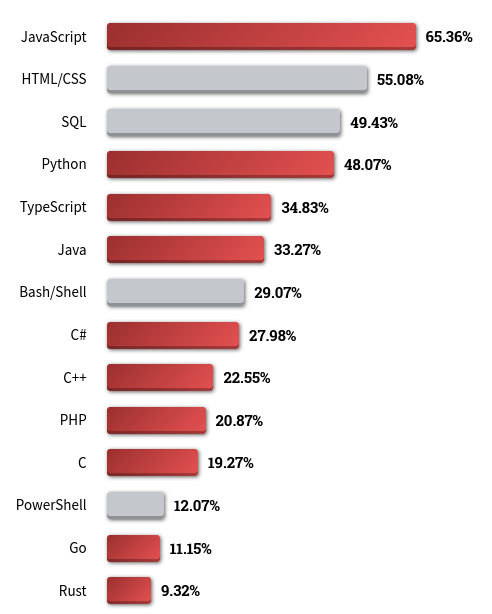 JavaScript 65.36%
HTML/CSS 55.08%
SQL 49.43%
Python 48.07%
TypeScript 34.83%
Java 33.27%
Bash/Shell 29.07%
C# 27.98%
C++ 22.55%
PHP 20.87%
C 19.27%
PowerShell 12.07%
Go 11.15%
Rust 9.32%